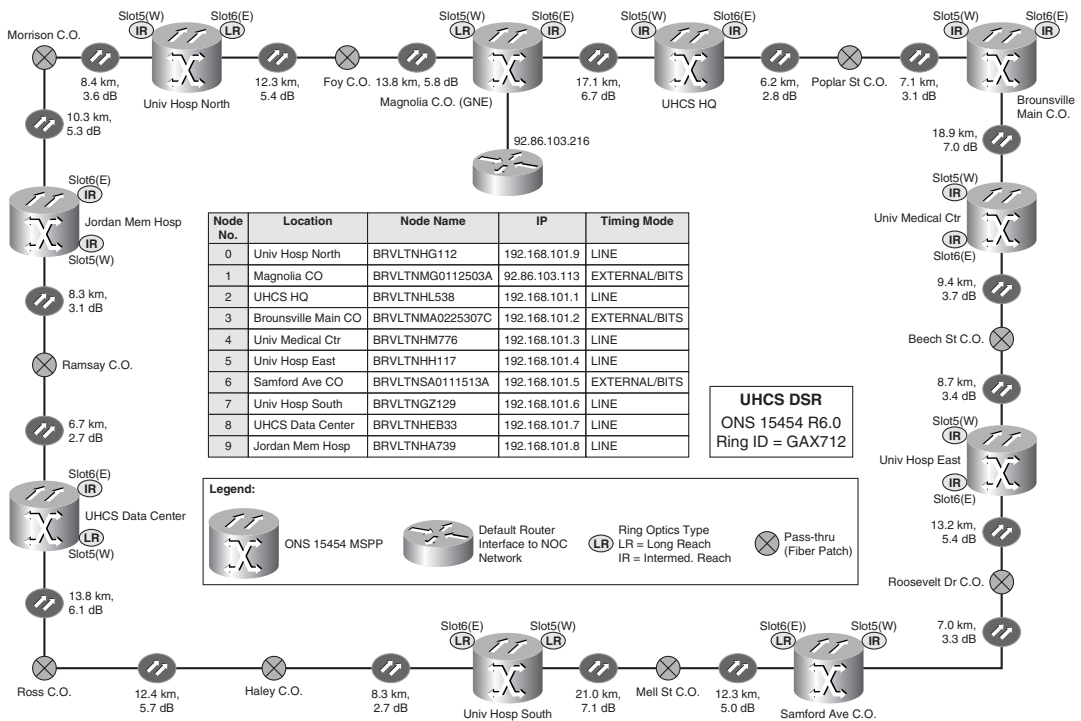 Slot5(W)
IR
Slot6(E)
LR
Slot5(W)
LR
Slot6(E)
IR
Slot5(W)
IR
Slot6(E)
IR
Slot5(W)
IR
Slot6(E)
IR
Morrison C.O.
8.4 km,
3.6 dB
Univ Hosp North
12.3 km,
5.4 dB
Foy C.O.
13.8 km, 5.8 dB
Magnolia C.O. (GNE)
17.1 km,
6.7 dB
UHCS HQ
6.2 km,
2.8 dB
Poplar St C.O.
7.1 km,
3.1 dB
Brounsville
Main C.O.
10.3 km,
5.3 dB
92.86.103.216
18.9 km,
7.0 dB
Slot6(E)
IR
Jordan Mem Hosp
IR
Slot5(W)
Slot5(W)
IR
Univ Medical Ctr
IR
Slot6(E)
8.3 km,
3.1 dB
9.4 km,
3.7 dB
Ramsay C.O.
Beech St C.O.
6.7 km,
2.7 dB
8.7 km,
3.4 dB
Node No. Location Node Name IP Timing Mode
0 Univ Hosp North BRVLTNHG112 192.168.101.9 LINE
1 Magnolia CO BRVLTNMG0112503A 92.86.103.113 EXTERNAL/BITS
2 UHCS HQ BRVLTNHL538 192.168.101.1 LINE
3 Brounsville Main CO BRVLTNMA0225307C 192.168.101.2 EXTERNAL/BITS
4 Univ Medical Ctr BRVLTNHM776 192.168.101.3 LINE
5 Univ Hosp East BRVLTNHH117 192.168.101.4 LINE
6 Samford Ave CO BRVLTNSA0111513A 192.168.101.5 EXTERNAL/BITS
7 Univ Hosp South BRVLTNGZ129 192.168.101.6 LINE
8 UHCS Data Center BRVLTNHEB33 192.168.101.7 LINE
9 Jordan Mem Hosp BRVLTNHA739 192.168.101.8 LINE
UHCS DSR
ONS 15454 R6.0
Ring ID = GAX712
Slot5(W)
IR
Univ Hosp East
IR
Slot6(E)
Slot6(E)
IR
UHCS Data Center
LR
Slot5(W)
Legend:
ONS 15454 MSPP
Default Router
Interface to NOC
Network
LR
Ring Optics Type
LR = Long Reach
IR = Intermed. Reach
Pass-thru
(Fiber Patch)
13.2 km,
5.4 dB
Roosevelt Dr C.O.
7.0 km,
3.3 dB
13.8 km,
6.1 dB
Slot6(E)
LR
Slot5(W)
LR
Slot6(E))
LR
Slot5(W)
IR
Ross C.O.
12.4 km,
5.7 dB
Haley C.O.
8.3 km,
2.7 dB
Univ Hosp South
21.0 km,
7.1 dB
Mell St C.O.
12.3 km,
5.0 dB
Samford Ave C.O.